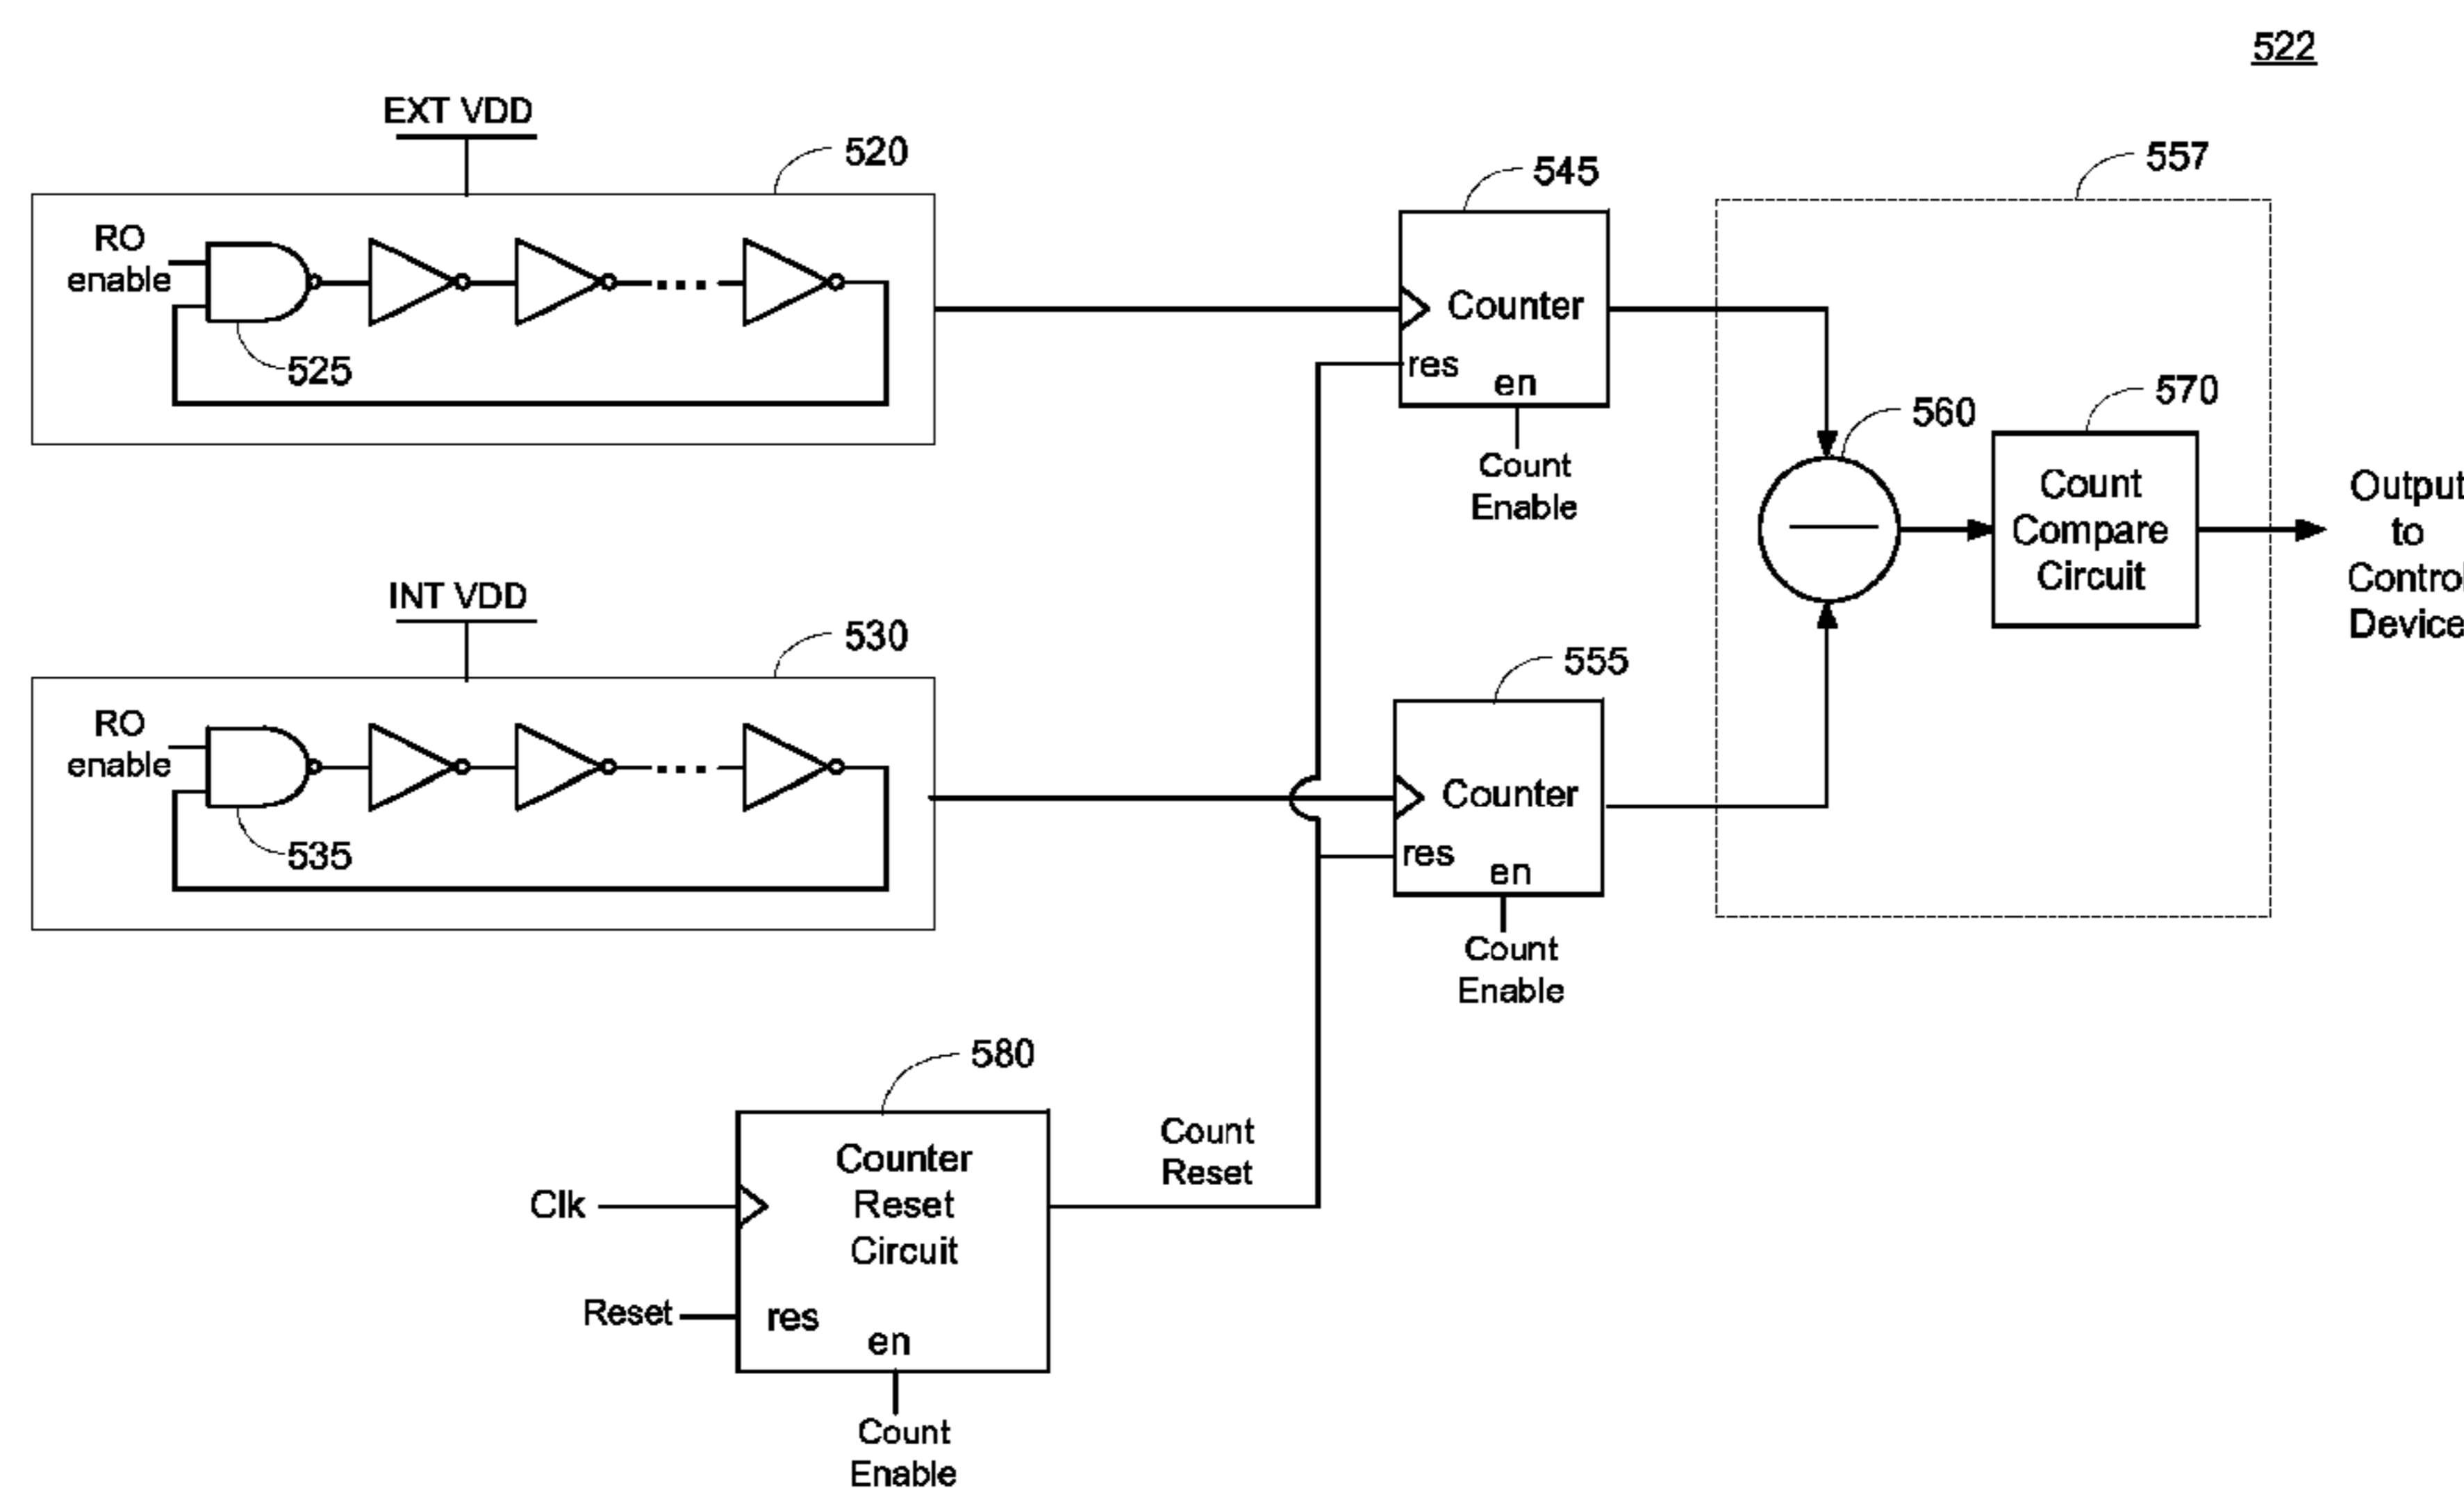 522
EXT VDD
520
RO
enable
525
545
Counter
res
en
Count
Enable
557
560
570
Count
Compare
Circuit
Output
to
Control
Device
INT VDD
530
RO
enable
535
555
Counter
res
en
Count
Enable
580
Counter
Reset
Circuit
Clk
Reset
res
en
Count
Enable
Count
Reset